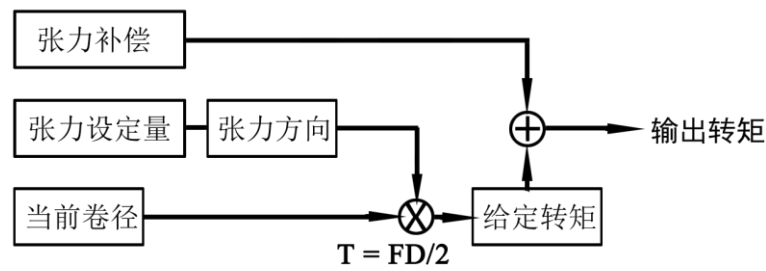 张力补偿
张力设定量
张力方向
输出转矩
当前卷径
给定转矩
T = FD/2